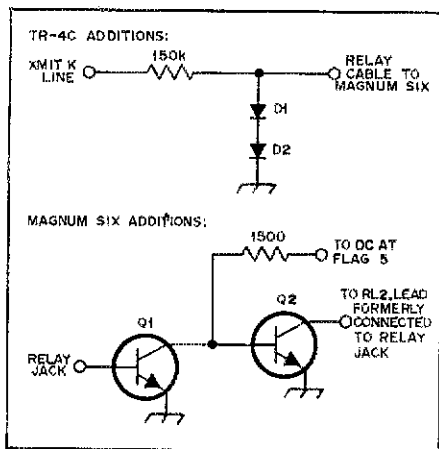 TR-4C ADDITIONS:
150k
XMIT K
LINE
RELAY
CABLE TO
MAGNUM SIX
D1
D2
MAGNUM SIX ADDITIONS:
1500
TO DC AT
FLAG 5
Q1
Q2
TO RL2, LEAD
FORMERLY
CONNECTED
TO RELAY
JACK
RELAY
JACK